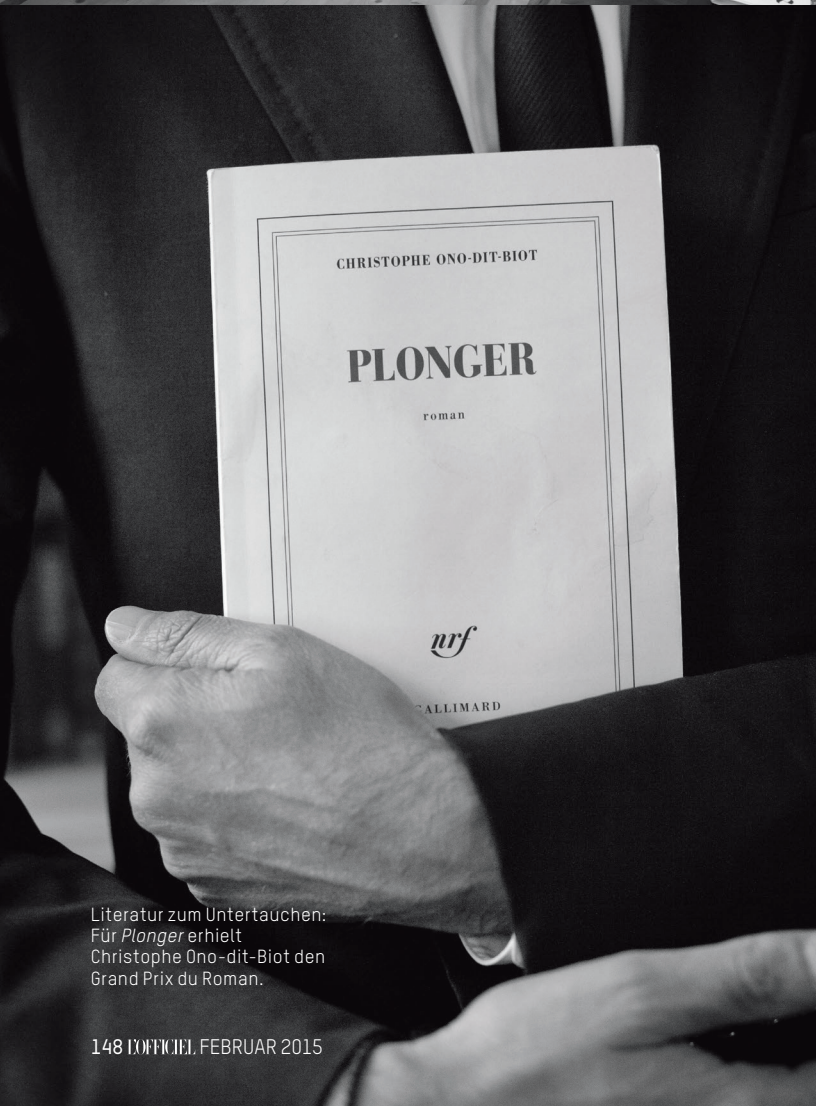 CHRISTOPHE ONO-DIT-BIOT
PLONGER
roman
nrf
ALLIMARD
Literatur zum Untertauchen:
Für Plonger erhielt
Christophe Ono-dit-Biot den
Grand Prix du Roman.
148 L'OFFICIEL FEBRUAR 2015